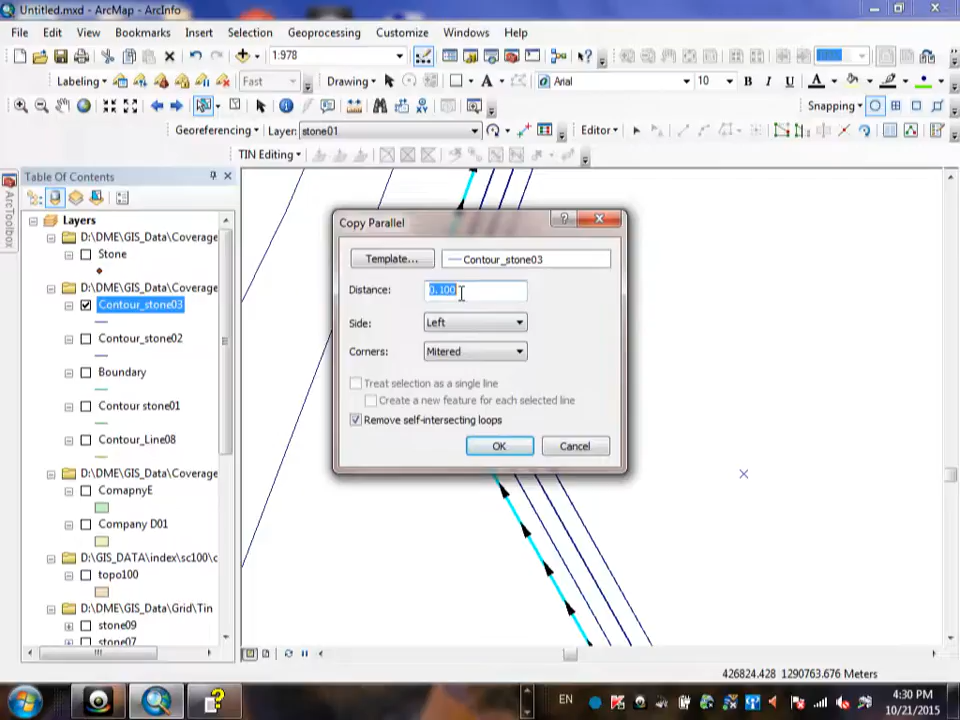 Untitled.mxd - ArcMap - ArcInfo
File Edit View Bookmarks Insert Selection Geoprocessing Customize Windows Help
1:978
Labeling Fast Drawing A Arial 10 B I U A
Snapping
Georeferencing Layer: stone01 Editor
TIN Editing
Table Of Contents
ArcToolbox
Layers
D:\DME\GIS_Data\Coverage
Stone
D:\DME\GIS_Data\Coverage
Contour_stone03
Contour_stone02
Boundary
Contour stone01
Contour_Line08
D:\DME\GIS_Data\Coverage
ComapnyE
Company D01
D:\GIS_DATA\index\sc100\c
topo100
D:\DME\GIS_Data\Grid\Tin
stone09
stone07
Copy Parallel
Template... Contour_stone03
Distance: 0.100
Side: Left
Corners: Mitered
Treat selection as a single line
Create a new feature for each selected line
Remove self-intersecting loops
OK Cancel
426824.428 1290763.676 Meters
EN
4:30 PM
10/21/2015